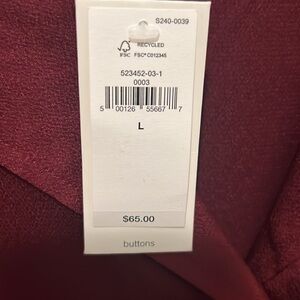 S240-0039
RECYCLED
FSC FSC® C012345
523452-03-1
0003
5 00126 55667 7
L
$65.00
buttons